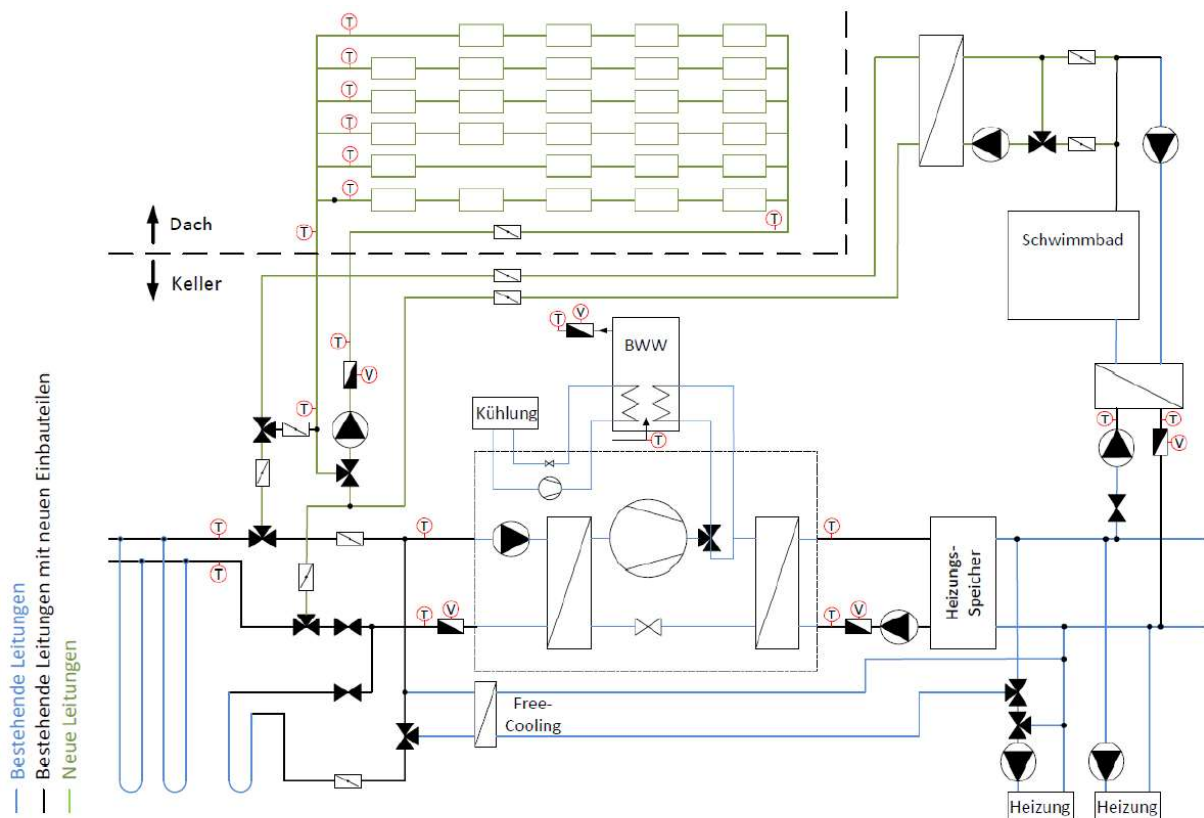 T
T
T
T
T
T
T
T
Dach
Keller
Schwimmbad
T
V
BWW
T
V
T
Kühlung
T
T
T
V
T
T
T
T
T
V
T
V
Heizungs-
Speicher
Free-
Cooling
Heizung
Heizung
Bestehende Leitungen
Bestehende Leitungen mit neuen Einbauteilen
Neue Leitungen